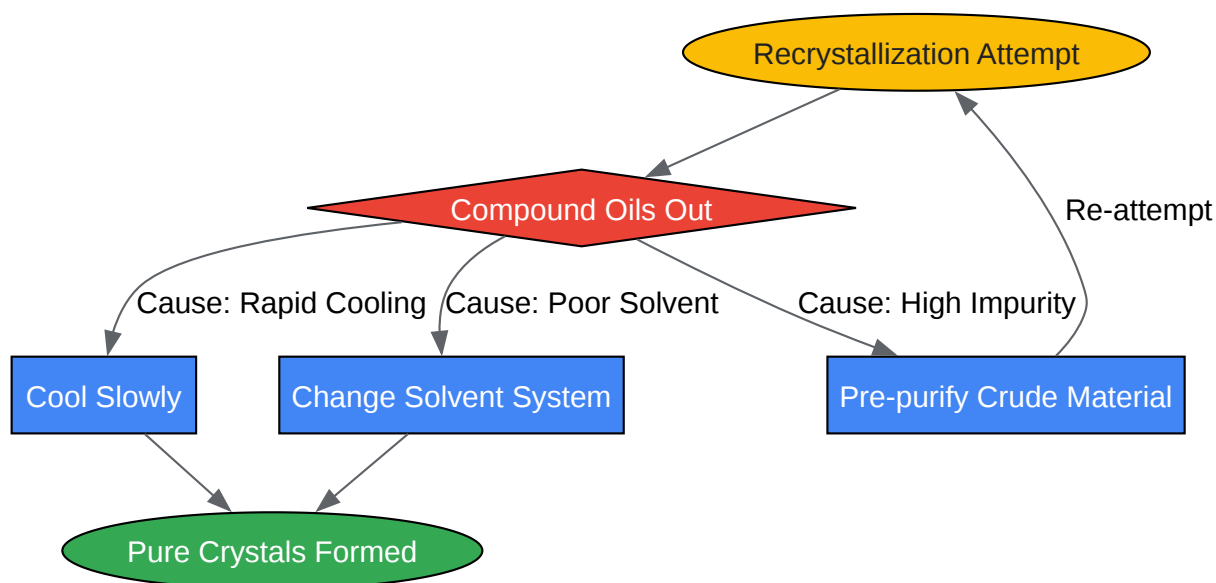 Recrystallization Attempt
Compound Oils Out
Re-attempt
Cause: Rapid Cooling
Cause: Poor Solvent
Cause: High Impurity
Cool Slowly
Change Solvent System
Pre-purify Crude Material
Pure Crystals Formed